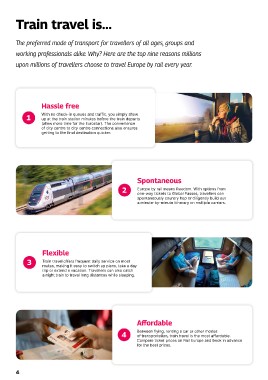 Train travel is...
The preferred mode of transport for travellers of all ages, groups and
working professionals alike. Why? Here are the top nine reasons millions
upon millions of travellers choose to travel Europe by rail every year.
1
Hassle free
With no check-in queues and traffic, you simply show
up at the train station minutes before the train departs
(allow more time for the Eurostar). The convenience
of city centre to city centre connections also ensures
getting to the final destination quicker.
2
Spontaneous
Europe by rail means freedom. With options from
one-way tickets to Global Passes, travellers can
spontaneously country hop or diligently build out
a minute-by-minute itinerary on multiple carriers.
3
Flexible
Train travel offers frequent daily service on most
routes, making it easy to switch up plans, take a day
trip or extend a vacation. Travellers can also catch
a night train to travel long distances while sleeping.
4
Affordable
Between flying, renting a car or other modes
of transportation, train travel is the most affordable.
Compare ticket prices on Rail Europe and book in advance
for the best prices.
4